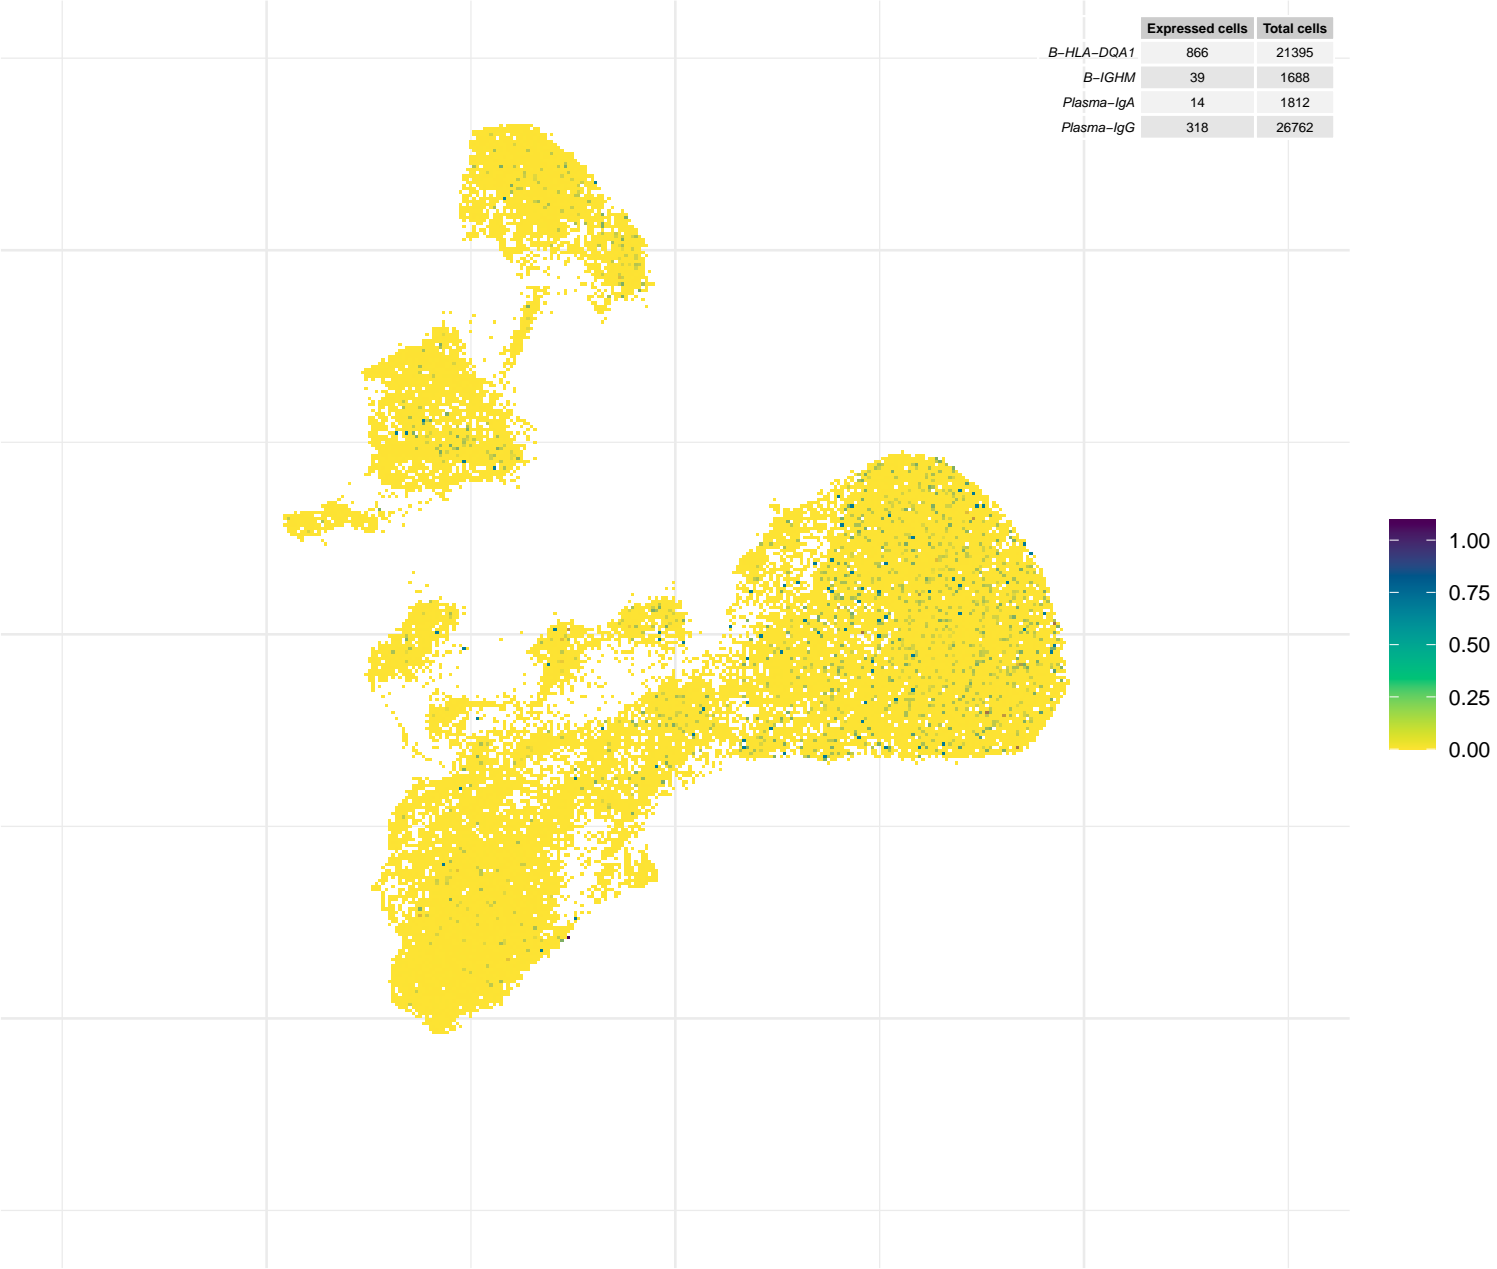 Expressed cells Total cells
B−HLA−DQA1 866 21395
B−IGHM 39 1688
Plasma−IgA 14 1812
Plasma−IgG 318 26762
1.00
0.75
0.50
0.25
0.00